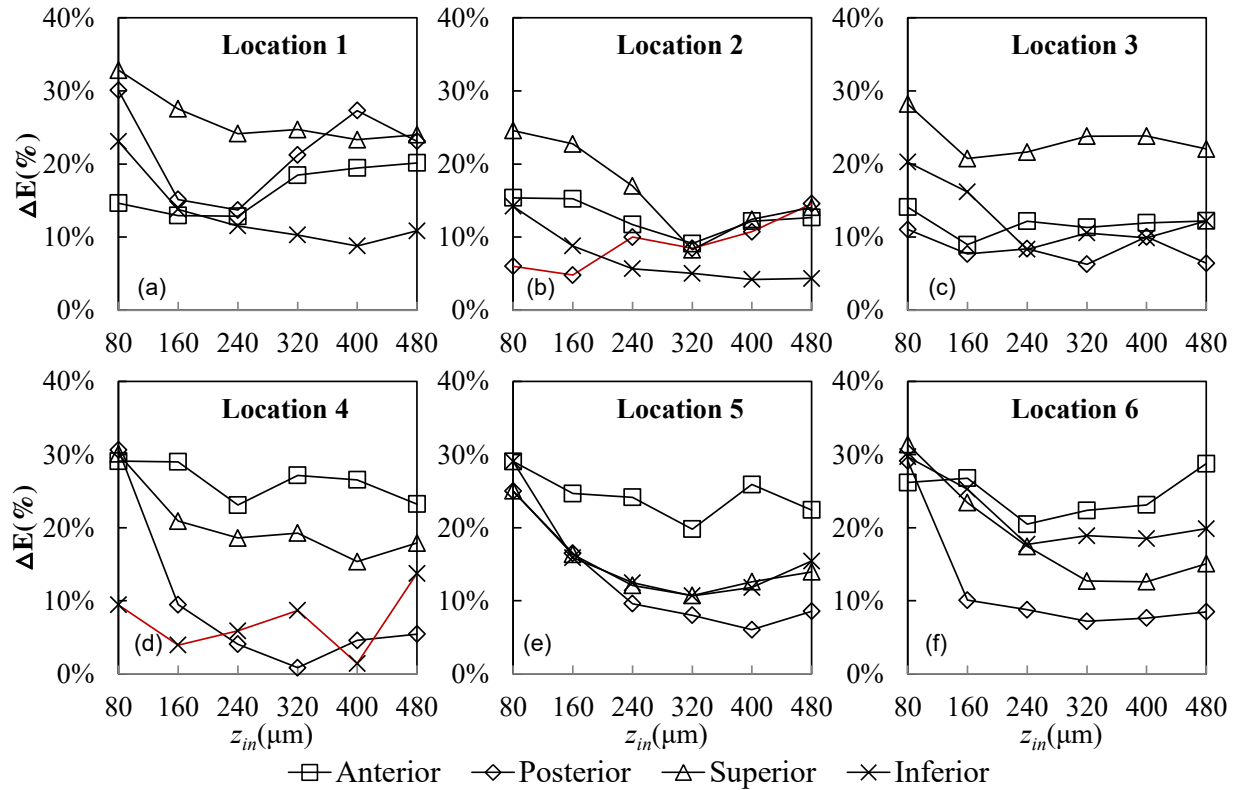 40% 40% 40%
Location 1 Location 2 Location 3
30% 30% 30%
ΔE(%)
20% 20% 20%
10% 10% 10%
(a) (b) (c)
0% 0% 0%
80 160 240 320 400 480 80 160 240 320 400 480 80 160 240 320 400 480
40% 40% 40%
Location 4 Location 5 Location 6
30% 30% 30%
ΔE(%)
20% 20% 20%
10% 10% 10%
(d) (e) (f)
0% 0% 0%
80 160 240 320 400 480 80 160 240 320 400 480 80 160 240 320 400 480
z_in(μm) z_in(μm) z_in(μm)
Anterior Posterior Superior Inferior